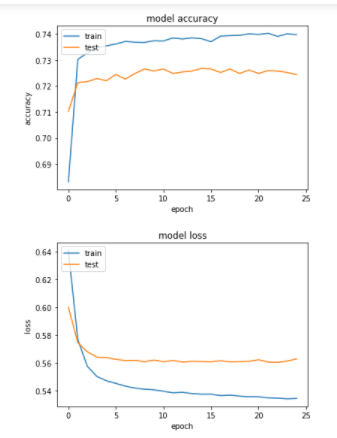 model accuracy
train
test
0.74
0.73
0.72
0.71
0.70
0.69
accuracy
0 5 10 15 20 25
epoch
model loss
train
test
0.64
0.62
0.60
0.58
0.56
0.54
loss
0 5 10 15 20 25
epoch